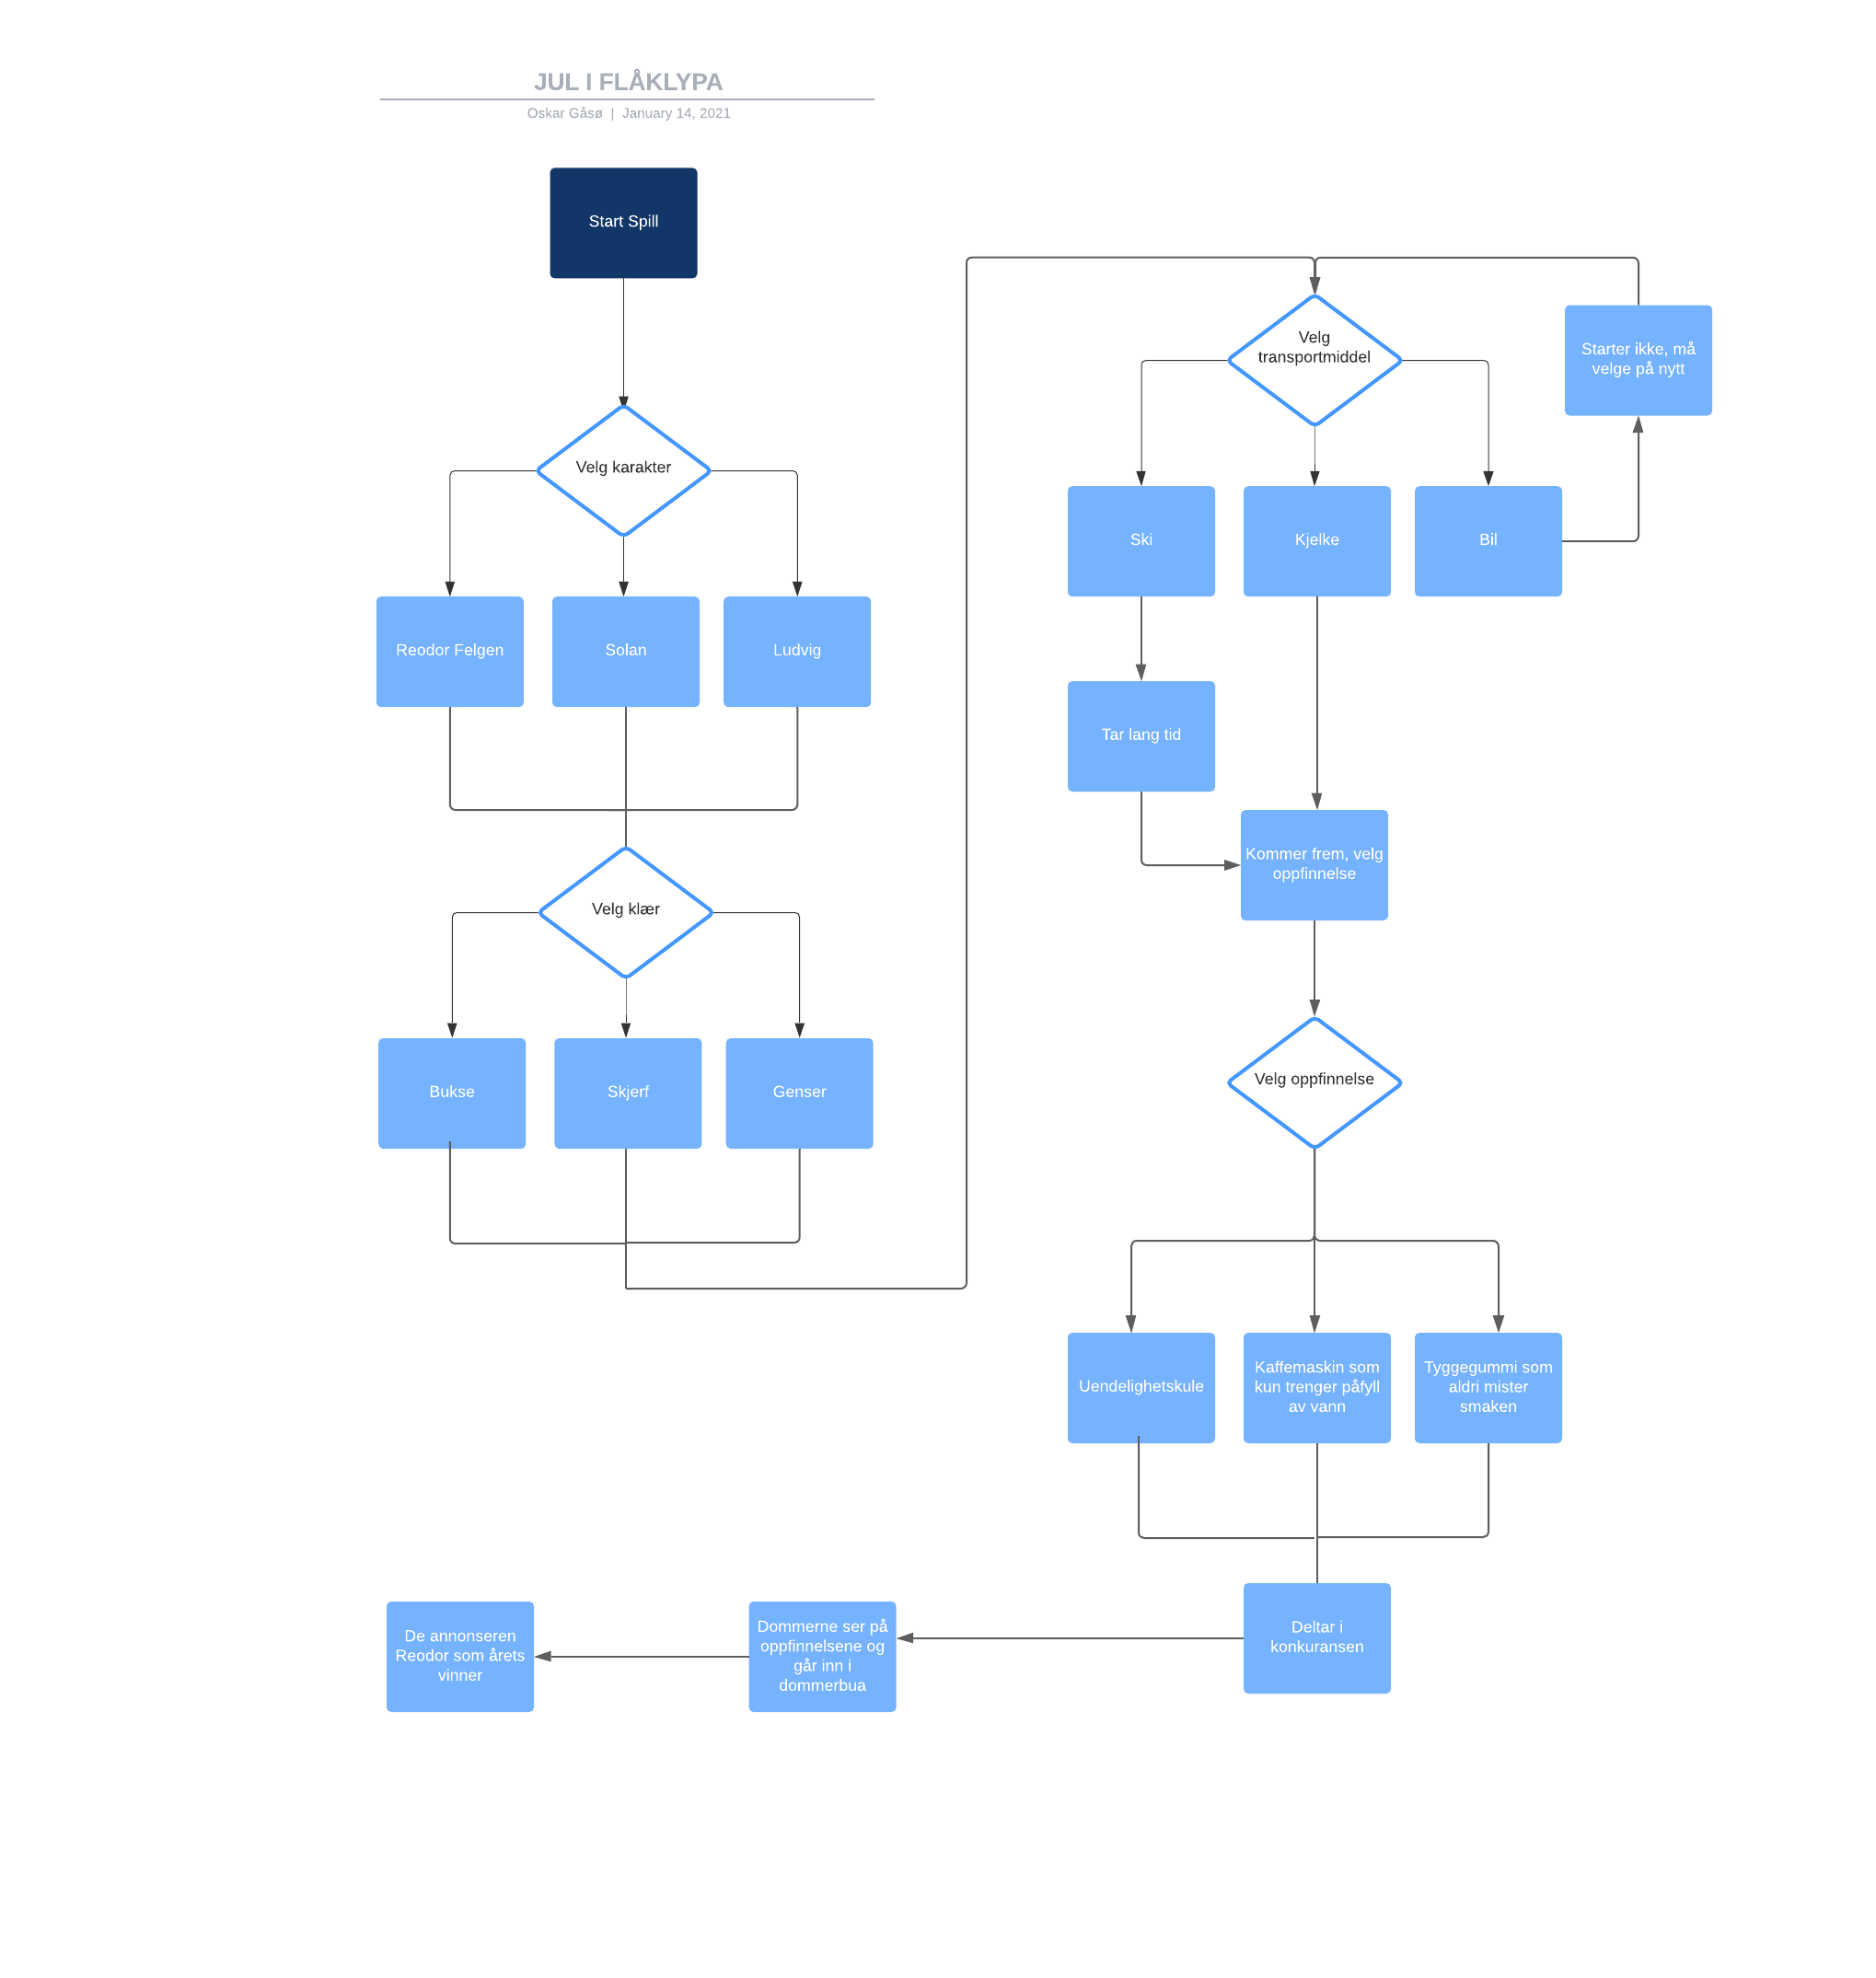 JUL I FLÅKLYPA
Oskar Gåsø | January 14, 2021
Start Spill
Velg karakter
Reodor Felgen
Solan
Ludvig
Velg klær
Bukse
Skjerf
Genser
Velg
transportmiddel
Starter ikke, må
velge på nytt
Ski
Kjelke
Bil
Tar lang tid
Kommer frem, velg
oppfinnelse
Velg oppfinnelse
Uendelighetskule
Kaffemaskin som
kun trenger påfyll
av vann
Tyggegummi som
aldri mister
smaken
Deltar i
konkuransen
Dommerne ser på
oppfinnelsene og
går inn i
dommerbua
De annonseren
Reodor som årets
vinner